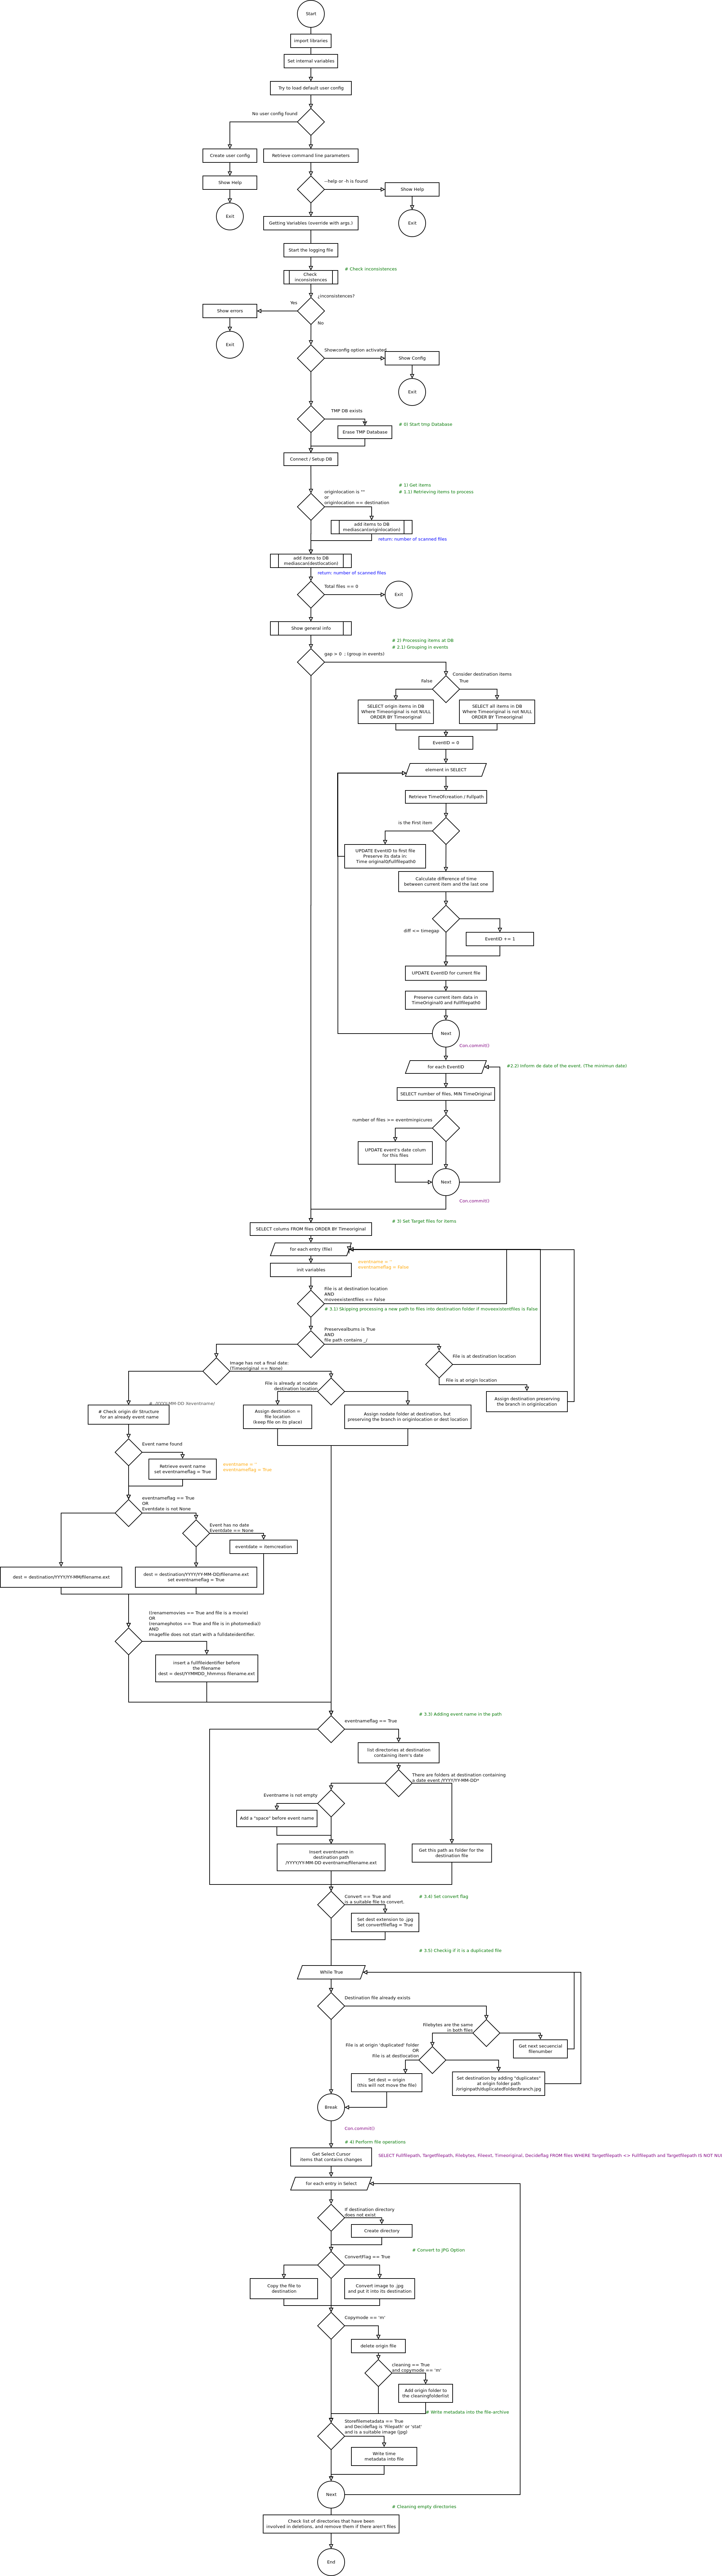 Start
import libraries
Set internal variables
Try to load default user config
No user config found
Create user config
Retrieve command line parameters
Show Help
--help or -h is found
Show Help
Exit
Exit
Getting Variables (override with args.)
Start the logging file
# Check inconsistences
Check
inconsistences
¿inconsistences?
Yes
Show errors
No
Exit
Showconfig option activated
Show Config
Exit
TMP DB exists
Erase TMP Database
# 0) Start tmp Database
Connect / Setup DB
# 1) Get items
# 1.1) Retrieving items to process
originlocation is ""
or
originlocation == destination
add items to DB
mediascan(originlocation)
return: number of scanned files
add items to DB
mediascan(destlocation)
return: number of scanned files
Total files == 0
Exit
Show general info
# 2) Processing items at DB
# 2.1) Grouping in events
gap > 0 ; (group in events)
Consider destination items
False
True
SELECT origin items in DB
Where Timeoriginal is not NULL
ORDER BY Timeoriginal
SELECT all items in DB
Where Timeoriginal is not NULL
ORDER BY Timeoriginal
EventID = 0
element in SELECT
Retrieve TimeOfcreation / Fullpath
is the First item
UPDATE EventID to first file
Preserve its data in:
Time original0/fullfilepath0
Calculate difference of time
between current item and the last one
diff <= timegap
EventID += 1
UPDATE EventID for current file
Preserve current item data in
TimeOriginal0 and Fullfilepath0
Next
Con.commit()
for each EventID
#2.2) Inform de date of the event. (The minimun date)
SELECT number of files, MIN TimeOriginal
number of files >= eventminpicures
UPDATE event's date colum
for this files
Next
Con.commit()
# 3) Set Target files for items
SELECT colums FROM files ORDER BY Timeoriginal
for each entry (file)
init variables
eventname = ''
eventnameflag = False
File is at destination location
AND
moveexistentfiles == False
# 3.1) Skipping processing a new path to files into destination folder if moveexistentfiles is False
Preservealbums is True
AND
file path contains _/
File is at destination location
Image has not a final date:
(Timeoriginal == None)
File is at origin location
File is already at nodate
destination location
Assign destination preserving
the branch in originlocation
# ./YYYY-MM-DD Xeventname/
# Check origin dir Structure
for an already event name
Assign destination =
file location
(keep file on its place)
Assign nodate folder at destination, but
preserving the branch in originlocation or dest location
Event name found
Retrieve event name
set eventnameflag = True
eventname = ''
eventnameflag = True
eventnameflag == True
OR
Eventdate is not None
Event has no date
Eventdate == None
eventdate = itemcreation
dest = destination/YYYY/YY-MM/filename.ext
dest = destination/YYYY/YY-MM-DD/filename.ext
set eventnameflag = True
(renamemovies == True and file is a movie)
OR
(renamephotos == True and file is in photomedia))
AND
Imagefile does not start with a fulldateidentifier.
insert a fullfileidentifier before
the filename
dest = dest/YYMMDD_hhmmss filename.ext
# 3.3) Adding event name in the path
eventnameflag == True
list directories at destination
containing item's date
There are folders at destination containing
a date event /YYYY/YY-MM-DD*
Eventname is not empty
Add a "space" before event name
Insert eventname in
destination path
/YYYY/YY-MM-DD eventname/filename.ext
Get this path as folder for the
destination file
# 3.4) Set convert flag
Convert == True and
is a suitable file to convert.
Set dest extension to .jpg
Set convertfileflag = True
# 3.5) Checkig if it is a duplicated file
While True
Destination file already exists
Filebytes are the same
in both files
Get next secuencial
filenumber
File is at origin 'duplicated' folder
OR
File is at destlocation
Set dest = origin
(this will not move the file)
Set destination by adding "duplicates"
at origin folder path
/originpath/duplicatedfolder/branch.jpg
Break
Con.commit()
# 4) Perform file operations
Get Select Cursor
items that contains changes
SELECT Fullfilepath, Targetfilepath, Filebytes, Fileext, Timeoriginal, Decideflag FROM files WHERE Targetfilepath <> Fullfilepath and Targetfilepath IS NOT NUL
for each entry in Select
If destination directory
does not exist
Create directory
# Convert to JPG Option
ConvertFlag == True
Copy the file to
destination
Convert image to .jpg
and put it into its destination
Copymode == 'm'
delete origin file
cleaning == True
and copymode == 'm'
Add origin folder to
the cleaningfolderlist
# Write metadata into the file-archive
Storefilemetadata == True
and Decideflag is 'Filepath' or 'stat'
and is a suitable image (jpg)
Write time
metadata into file
Next
# Cleaning empty directories
Check list of directories that have been
involved in deletions, and remove them if there aren't files
End